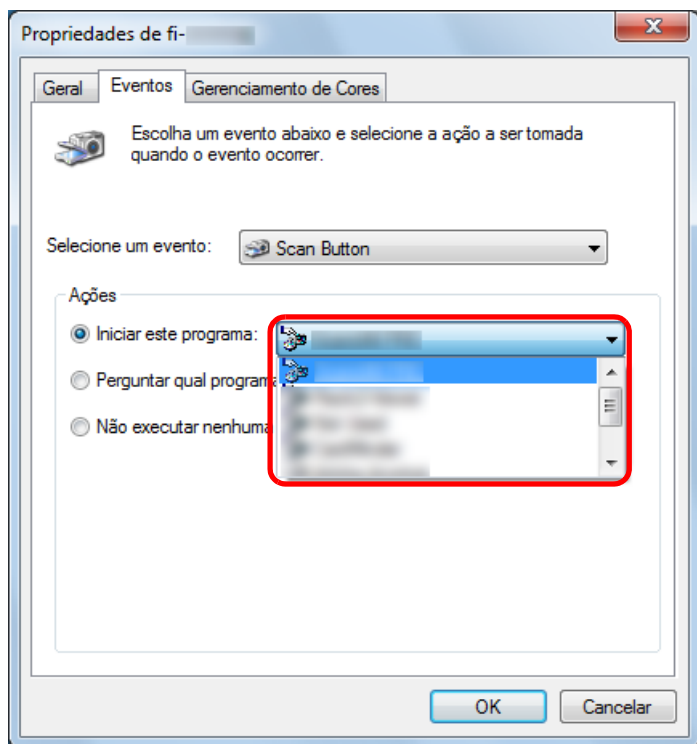 Propriedades de fi-
Geral Eventos Gerenciamento de Cores
Escolha um evento abaixo e selecione a ação a ser tomada
quando o evento ocorrer.
Selecione um evento: Scan Button
Ações
Iniciar este programa:
Perguntar qual programa
Não executar nenhuma
OK Cancelar